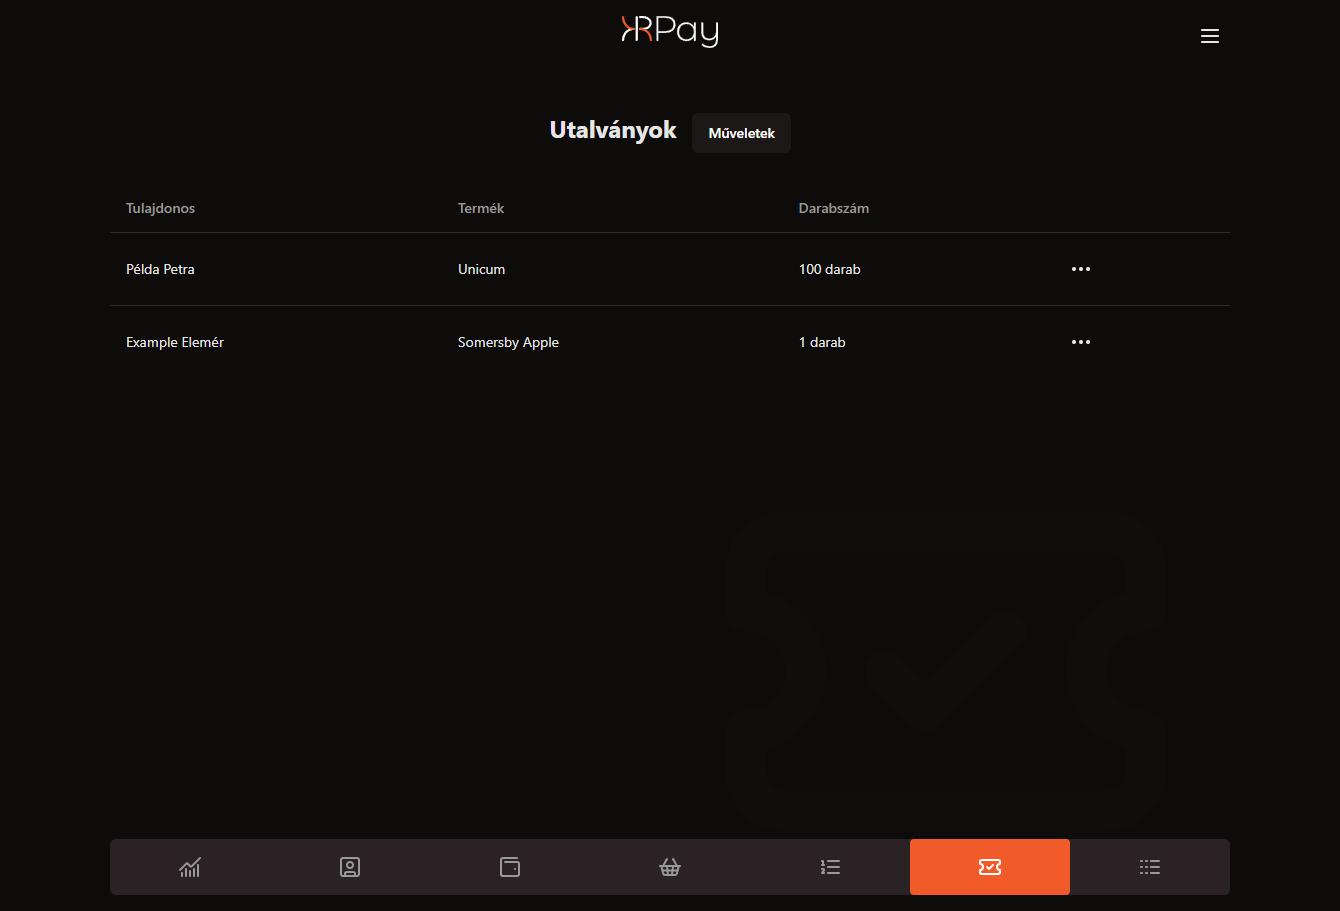 KRPay
Utalványok Műveletek
Tulajdonos Termék Darabszám
Példa Petra Unicum 100 darab
Example Elemér Somersby Apple 1 darab